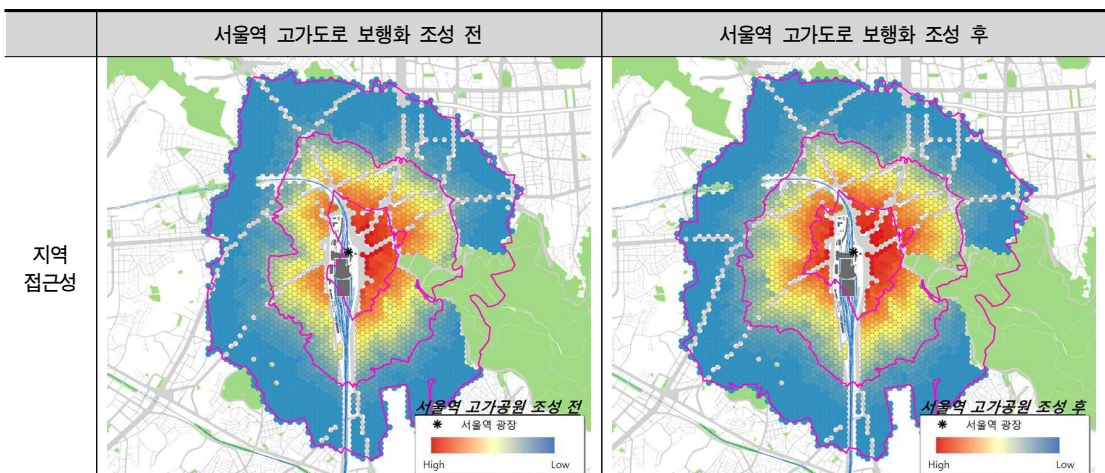 서울역 고가도로 보행화 조성 전
서울역 고가도로 보행화 조성 후
지역
접근성
서울역 고가공원 조성 전
서울역 광장
High
Low
서울역 고가공원 조성 후
서울역 광장
High
Low